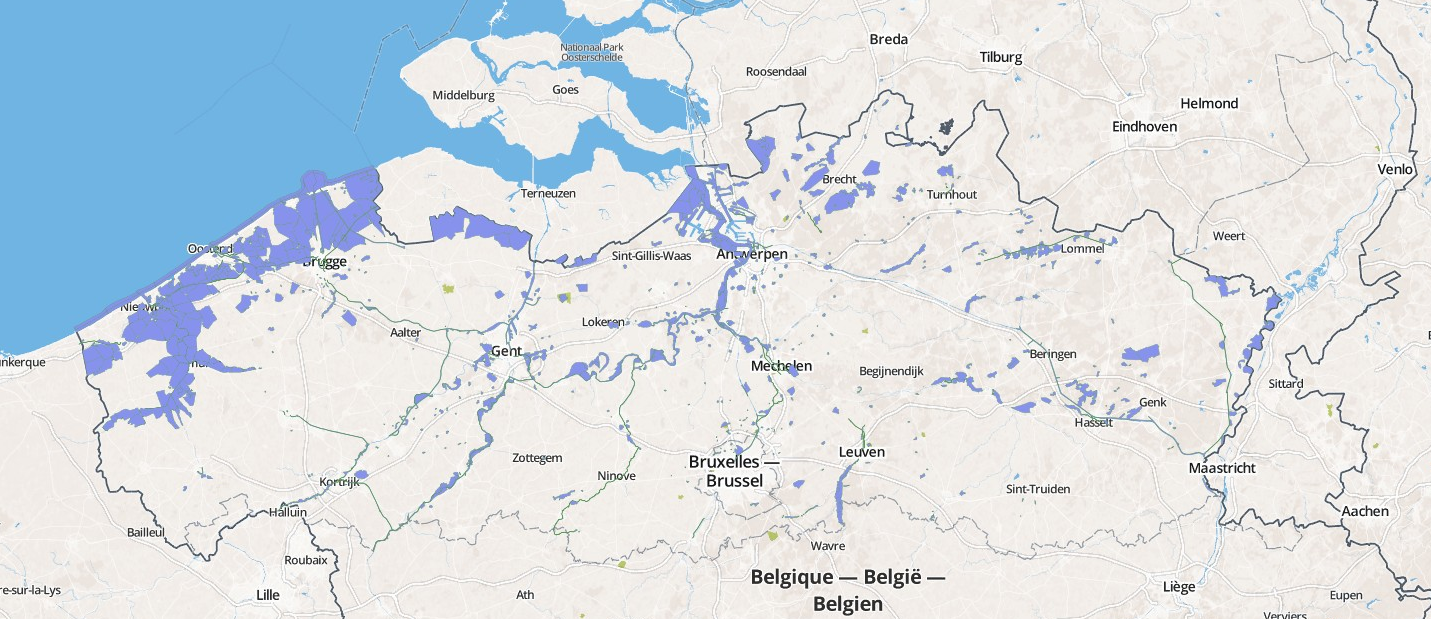 Nationaal Park
Oosterschelde
Breda
Tilburg
Roosendaal
Middelburg
Goes
Helmond
Eindhoven
Venlo
Terneuzen
Brecht
Turnhout
Weert
Oostend
Brugge
Sint-Gillis-Waas
Antwerpen
Lommel
Lokeren
Aalter
Gent
nkerque
Mechelen
Begijnendijk
Beringen
Sittard
Genk
Hasselt
Zottegem
Ninove
Bruxelles —
Brussel
Leuven
Maastricht
Kortrijk
Sint-Truiden
Halluin
Aachen
Bailleul
Roubaix
Wavre
Belgique — België —
Belgien
re-sur-la-Lys
Lille
Ath
Liège
Eupen
Verviers